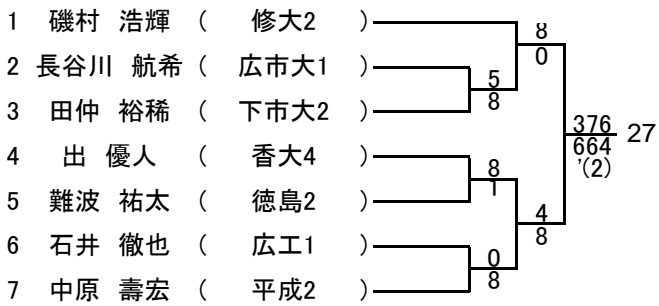 1 磯村 浩輝 ( 修大2 )
2 長谷川 航希 ( 広市大1 )
3 田仲 裕稀 ( 下市大2 )
4 出 優人 ( 香大4 )
5 難波 祐太 ( 徳島2 )
6 石井 徹也 ( 広工1 )
7 中原 壽宏 ( 平成2 )
8
0
5
8
376
664
'(2)
27
8
1
4
8
0
8